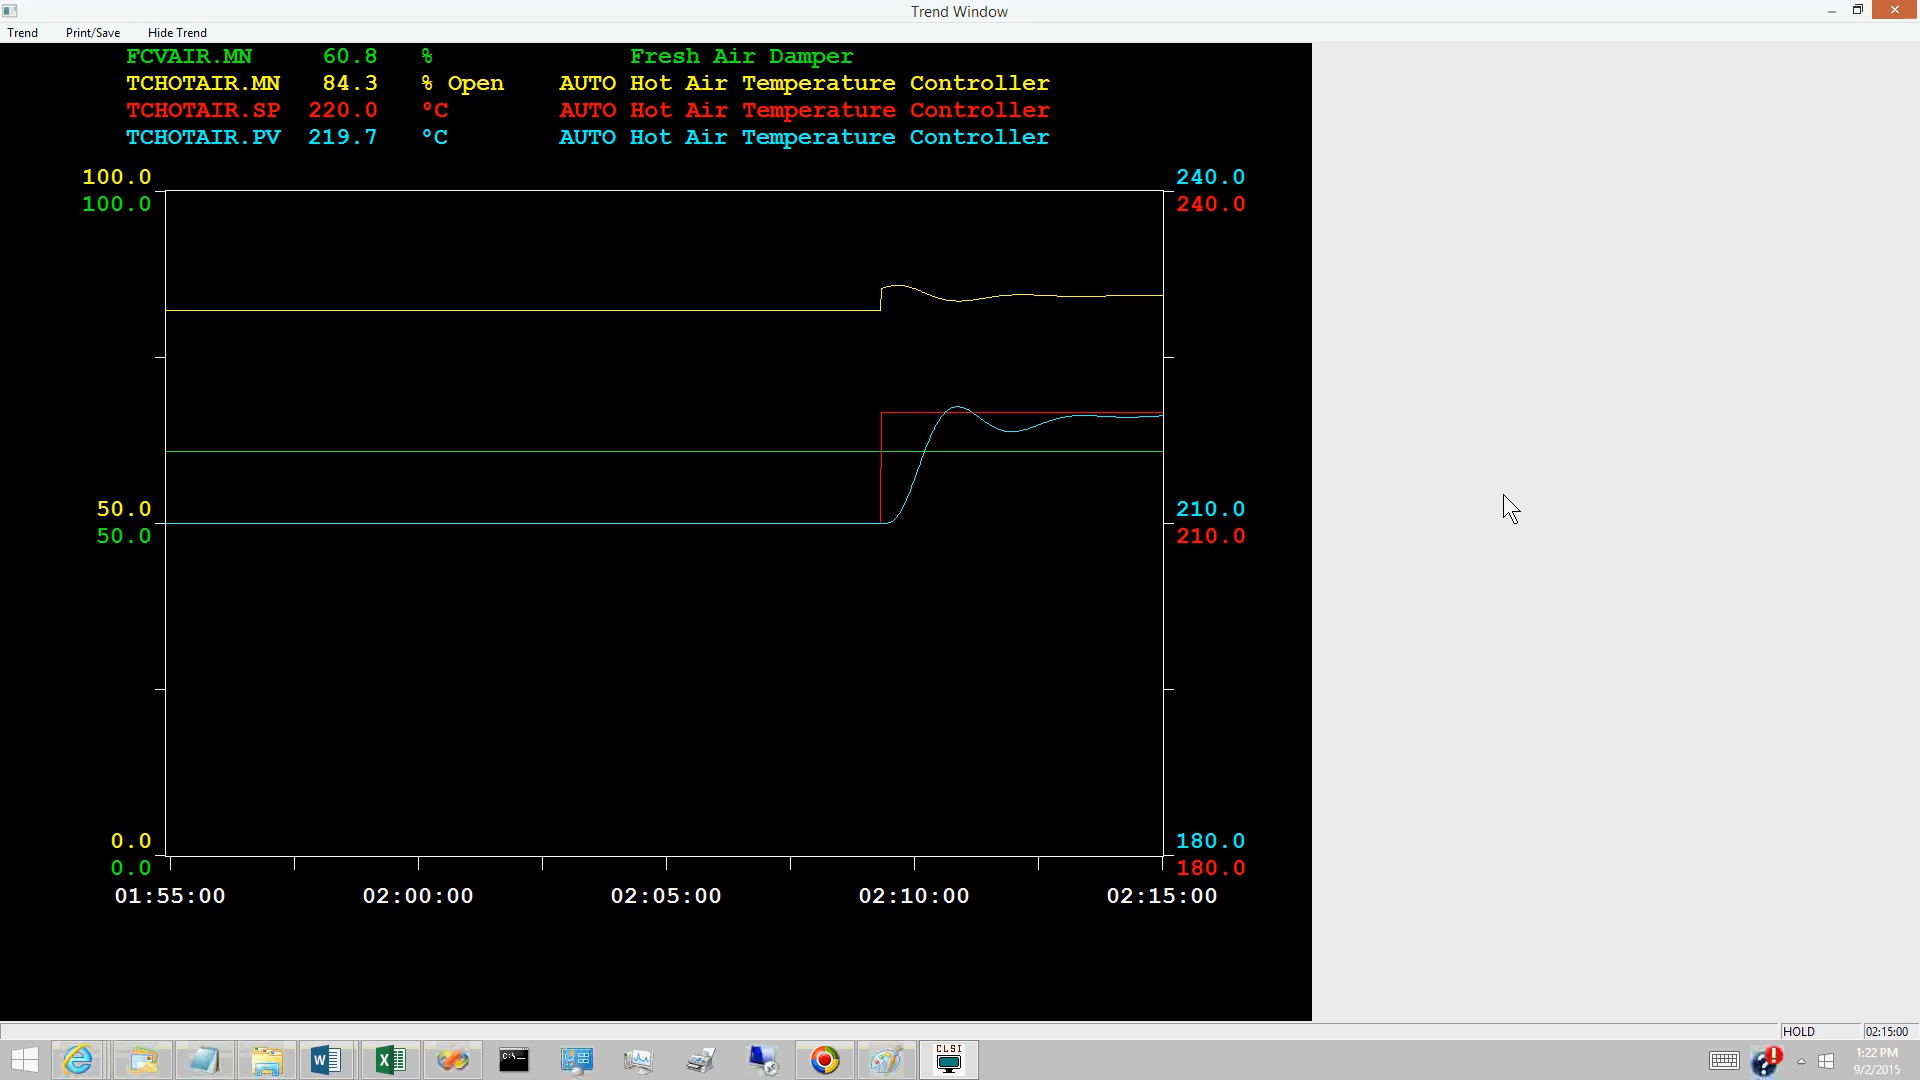 Trend Window
Trend Print/Save Hide Trend
FCVAIR.MN 60.8 % Fresh Air Damper
TCHOTAIR.MN 84.3 % Open AUTO Hot Air Temperature Controller
TCHOTAIR.SP 220.0 °C AUTO Hot Air Temperature Controller
TCHOTAIR.PV 219.7 °C AUTO Hot Air Temperature Controller
100.0 240.0
100.0 240.0
50.0 210.0
50.0 210.0
0.0 180.0
0.0 180.0
01:55:00 02:00:00 02:05:00 02:10:00 02:15:00
HOLD 02:15:00
CLSI
C:\
1:22 PM
9/2/2015